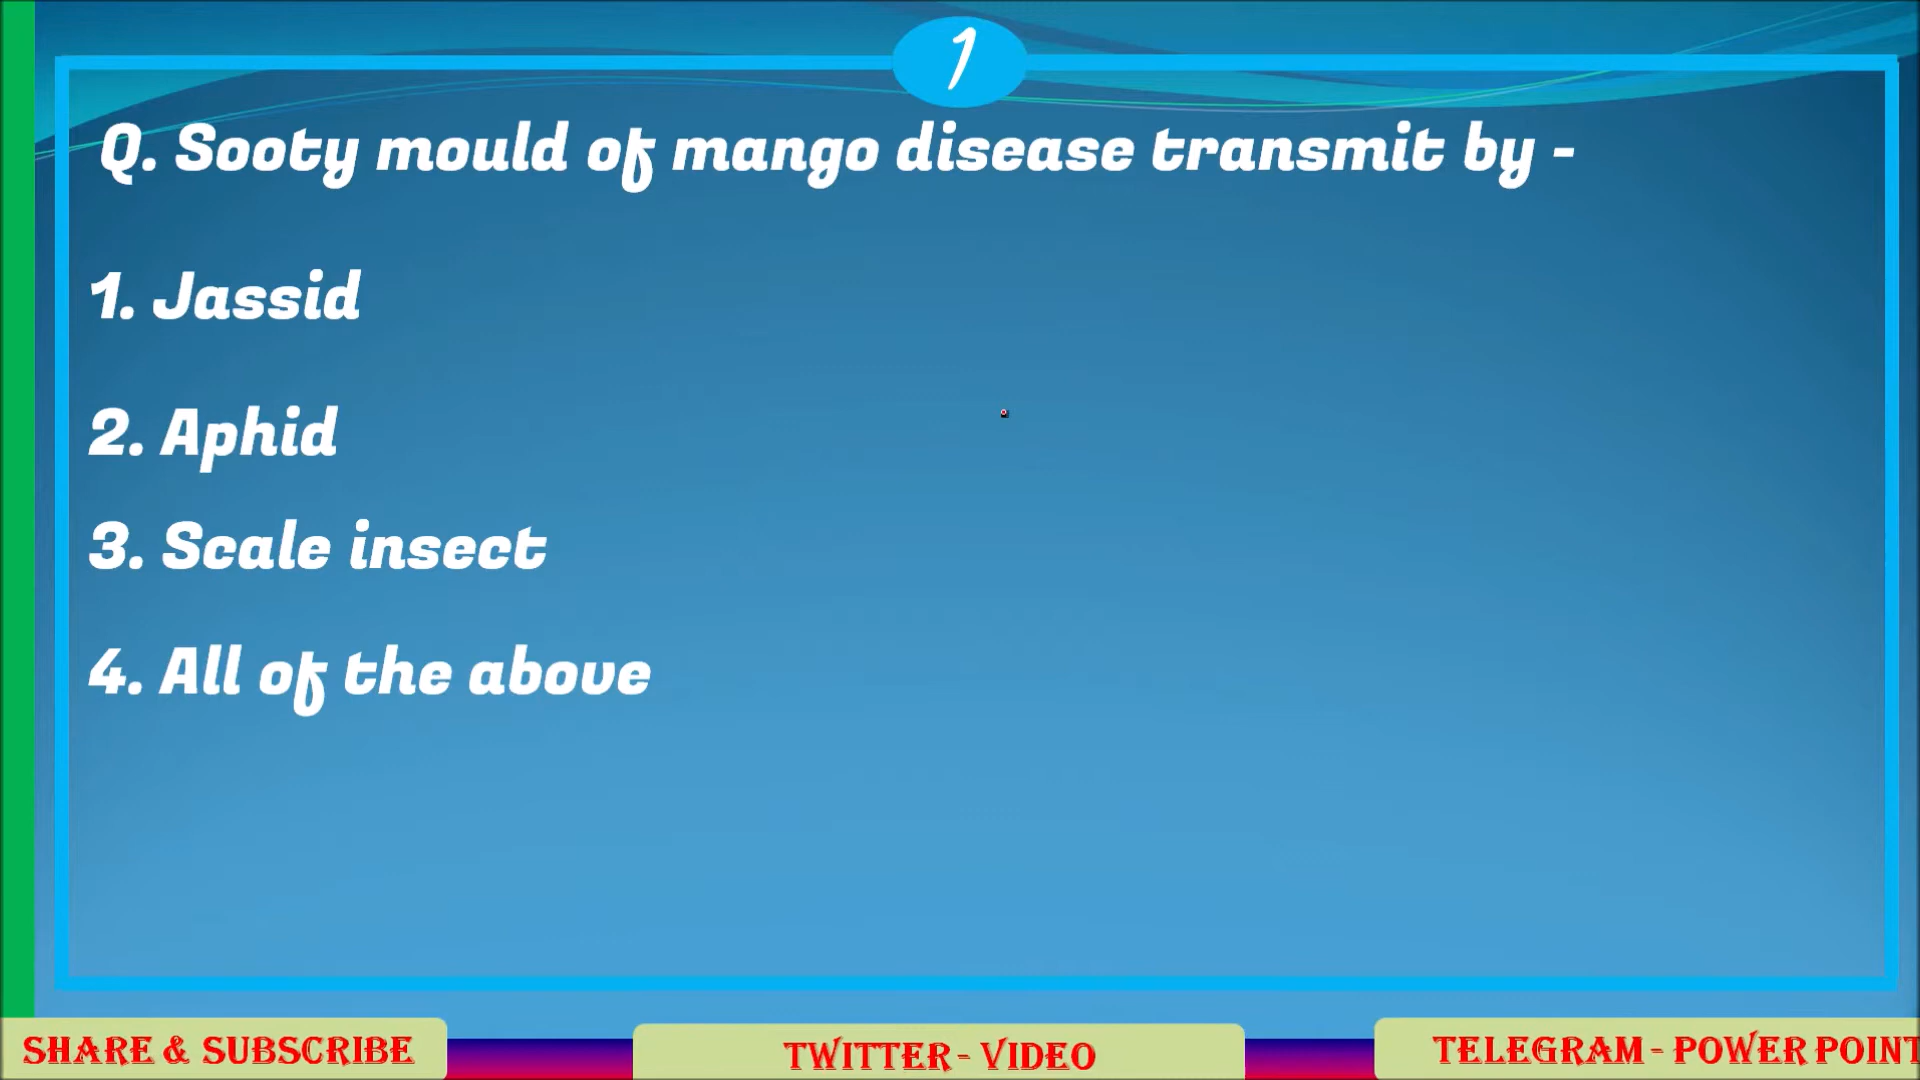 1
Q. Sooty mould of mango disease transmit by -
1. Jassid
2. Aphid
3. Scale insect
4. All of the above
SHARE & SUBSCRIBE
TWITTER - VIDEO
TELEGRAM - POWER POINT